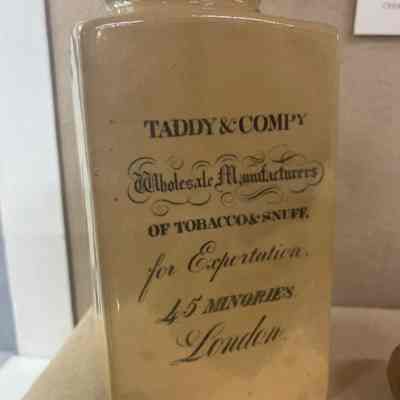 TADDY & COMPY
Wholesale Manufacturers
OF TOBACCO & SNUFF,
for Exportation.
45 MINORIES
London.